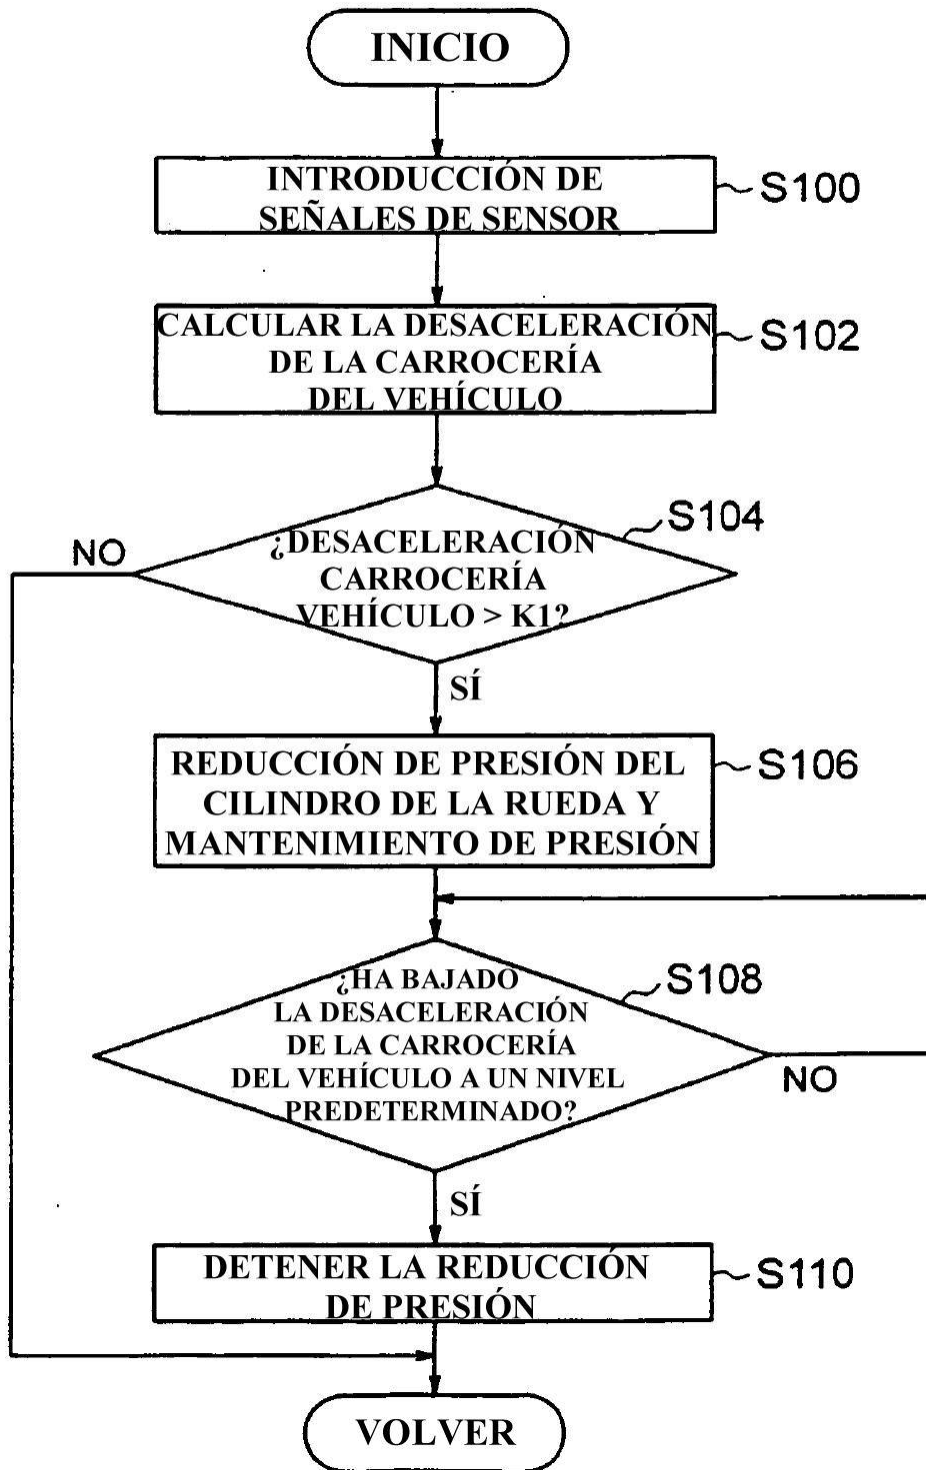 INICIO
INTRODUCCIÓN DE
SEÑALES DE SENSOR
S100
CALCULAR LA DESACELERACIÓN
DE LA CARROCERÍA
DEL VEHÍCULO
S102
¿DESACELERACIÓN
CARROCERÍA
VEHÍCULO > K1?
S104
NO
SÍ
REDUCCIÓN DE PRESIÓN DEL
CILINDRO DE LA RUEDA Y
MANTENIMIENTO DE PRESIÓN
S106
¿HA BAJADO
LA DESACELERACIÓN
DE LA CARROCERÍA
DEL VEHÍCULO A UN NIVEL
PREDETERMINADO?
S108
NO
SÍ
DETENER LA REDUCCIÓN
DE PRESIÓN
S110
VOLVER